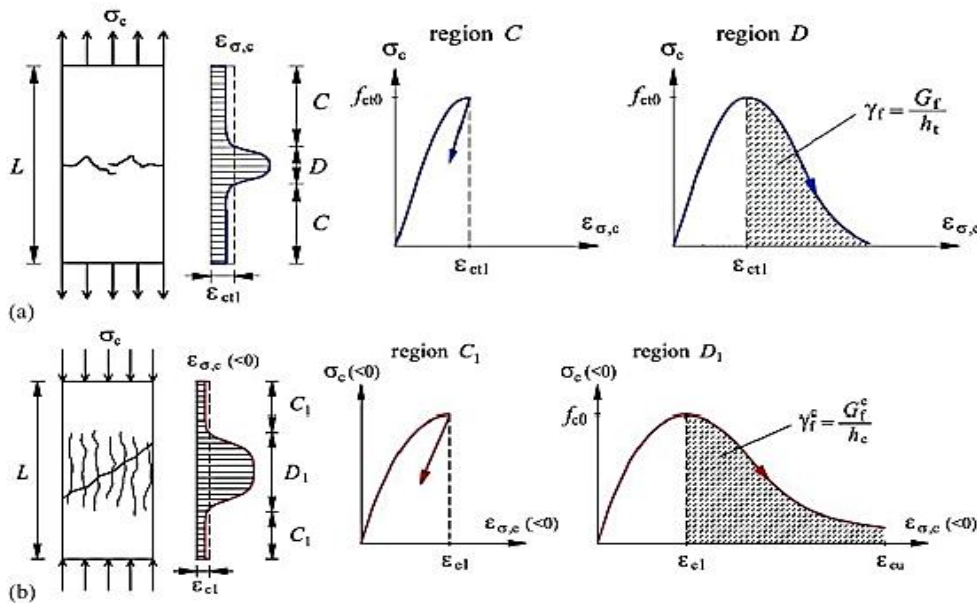 σc
L
εσ,c
C
D
C
εct1
(a)
region C
σc
fct0
εσ,c
εct1
region D
σc
fct0
γf = Gf / ht
εσ,c
εct1
σc
L
εσ,c (<0)
C1
D1
C1
εc1
(b)
region C1
σc (<0)
εσ,c (<0)
εc1
region D1
σc (<0)
fc0
γfc = Gfc / hc
εσ,c (<0)
εc1
εcu